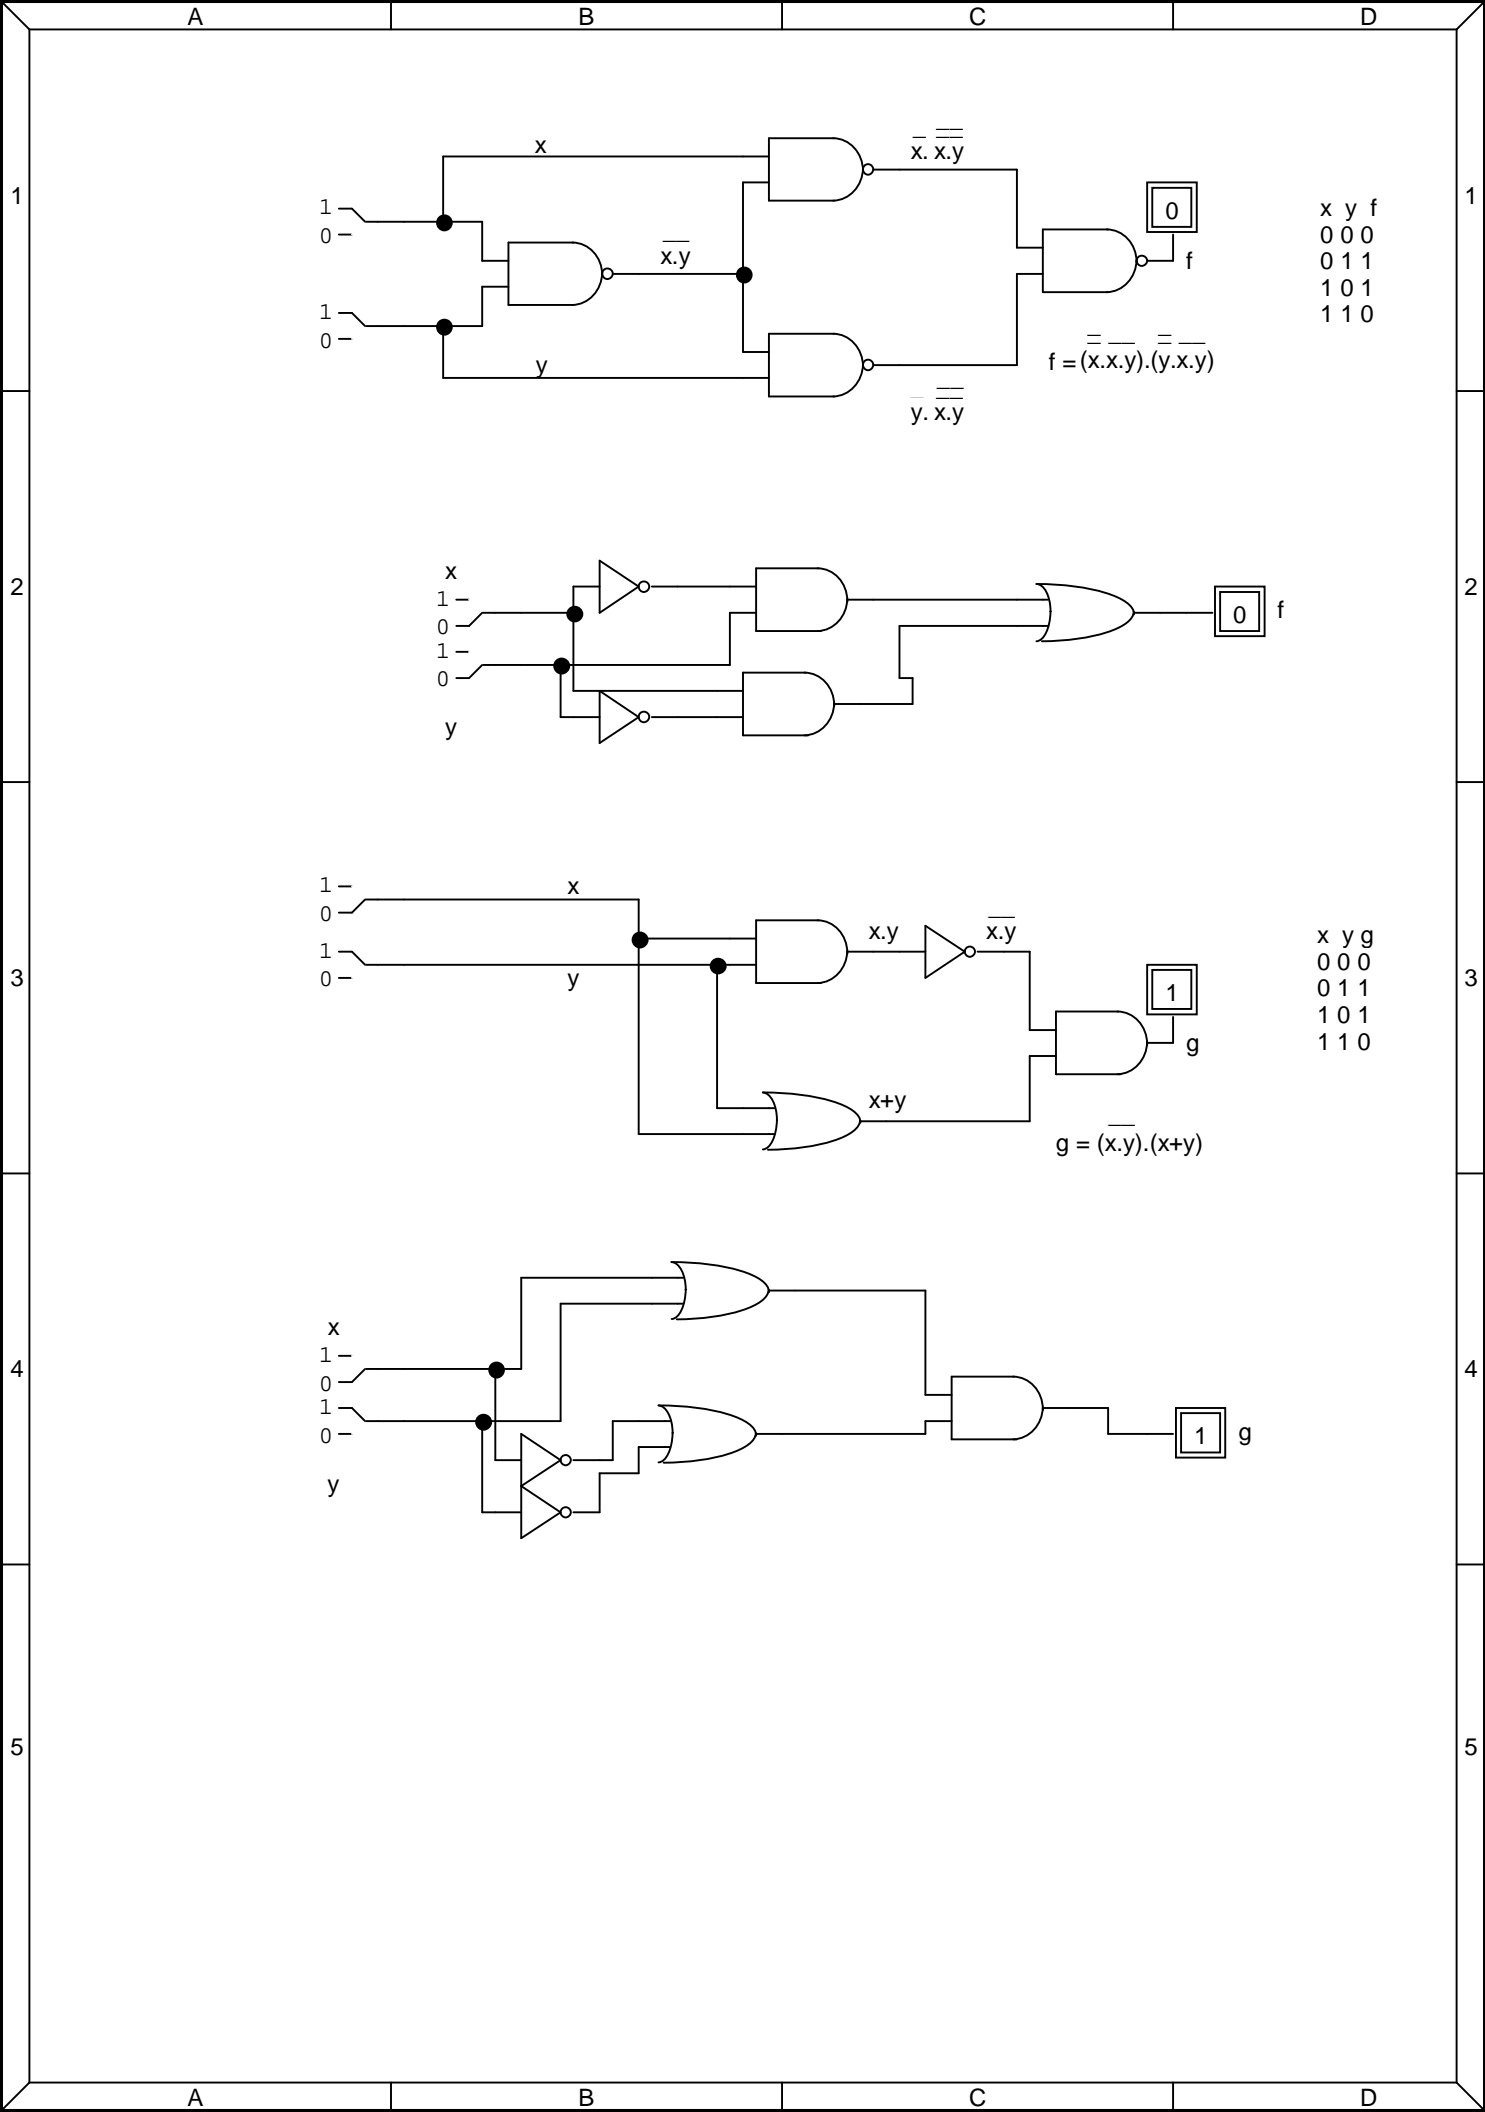 A B C D
1 1
x
x̅. x̿.̿y̿
1
0
0
x y f
0 0 0
0 1 1
1 0 1
1 1 0
x̅.̅y̅
f
1
0
y
f = (x̿.x̅.̅y̅).(y̿.x̅.̅y̅)
y̅. x̿.̿y̿
2 2
x
1
0
1
0
0 f
y
3 3
1
0
x
1
0
y
x.y
x̅.̅y̅
x y g
0 0 0
0 1 1
1 0 1
1 1 0
1
g
x+y
g = (x̅.̅y̅).(x+y)
4 4
x
1
0
1
0
1 g
y
5 5
A B C D